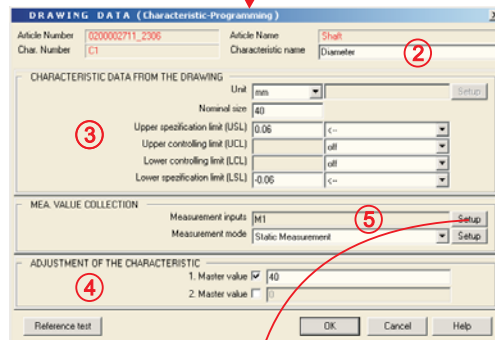 DRAWING DATA (Characteristic-Programming)
Article Number 0200002711_2306 Article Name Shaft
Char. Number C1 Characteristic name Diameter
②
CHARACTERISTIC DATA FROM THE DRAWING
Unit mm Setup
Nominal size 40
③ Upper spezification limit (USL) 0.06 <--
Upper controlling limit (UCL) off
Lower controlling limit (LCL) off
Lower spezification limit (LSL) -0.06 <--
MEA. VALUE COLLECTION
Measurement inputs M1 ⑤ Setup
Measurement mode Static Measurement Setup
ADJUSTMENT OF THE CHARACTERISTIC
④ 1. Master value 40
2. Master value 0
Reference test OK Cancel Help